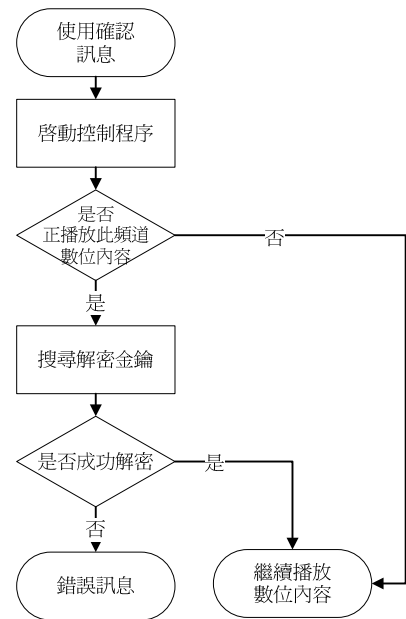 使用確認
訊息
啓動控制程序
是否
正播放此頻道
數位內容
否
是
搜尋解密金鑰
是否成功解密
是
否
錯誤訊息
繼續播放
數位內容